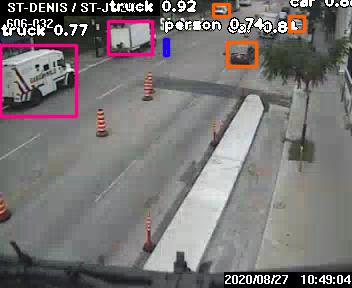 ST-DENIS / ST-J
truck 0.92
car 0.8
606-032
person 0.74
0.8
truck 0.77
2020/08/27 10:49:04